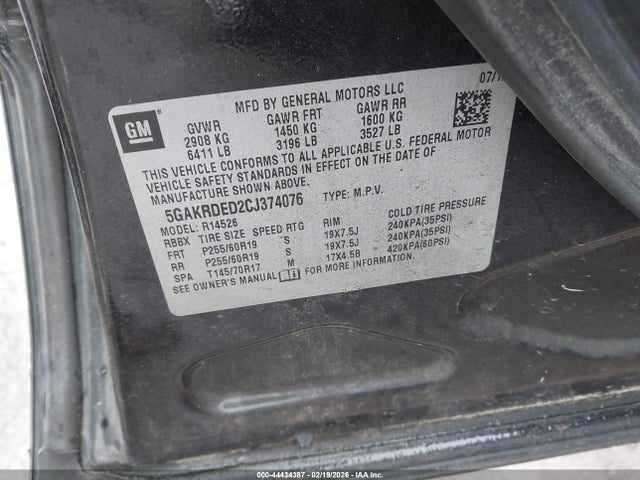 MFD BY GENERAL MOTORS LLC
07/1
GM
GVWR GAWR FRT GAWR RR
2908 KG 1450 KG 1600 KG
6411 LB 3196 LB 3527 LB
THIS VEHICLE CONFORMS TO ALL APPLICABLE U.S. FEDERAL MOTOR
VEHICLE SAFETY STANDARDS IN EFFECT ON THE DATE OF
MANUFACTURE SHOWN ABOVE.
5GAKRDED2CJ374076 TYPE: M.P.V.
MODEL: R14526
RBBX TIRE SIZE SPEED RTG RIM COLD TIRE PRESSURE
FRT P255/60R19 S 19X7.5J 240KPA(35PSI)
RR P255/60R19 S 19X7.5J 240KPA(35PSI)
SPA T145/70R17 M 17X4.5B 420KPA(60PSI)
SEE OWNER'S MANUAL FOR MORE INFORMATION.
000-44434387 - 02/19/2026 - IAA Inc.